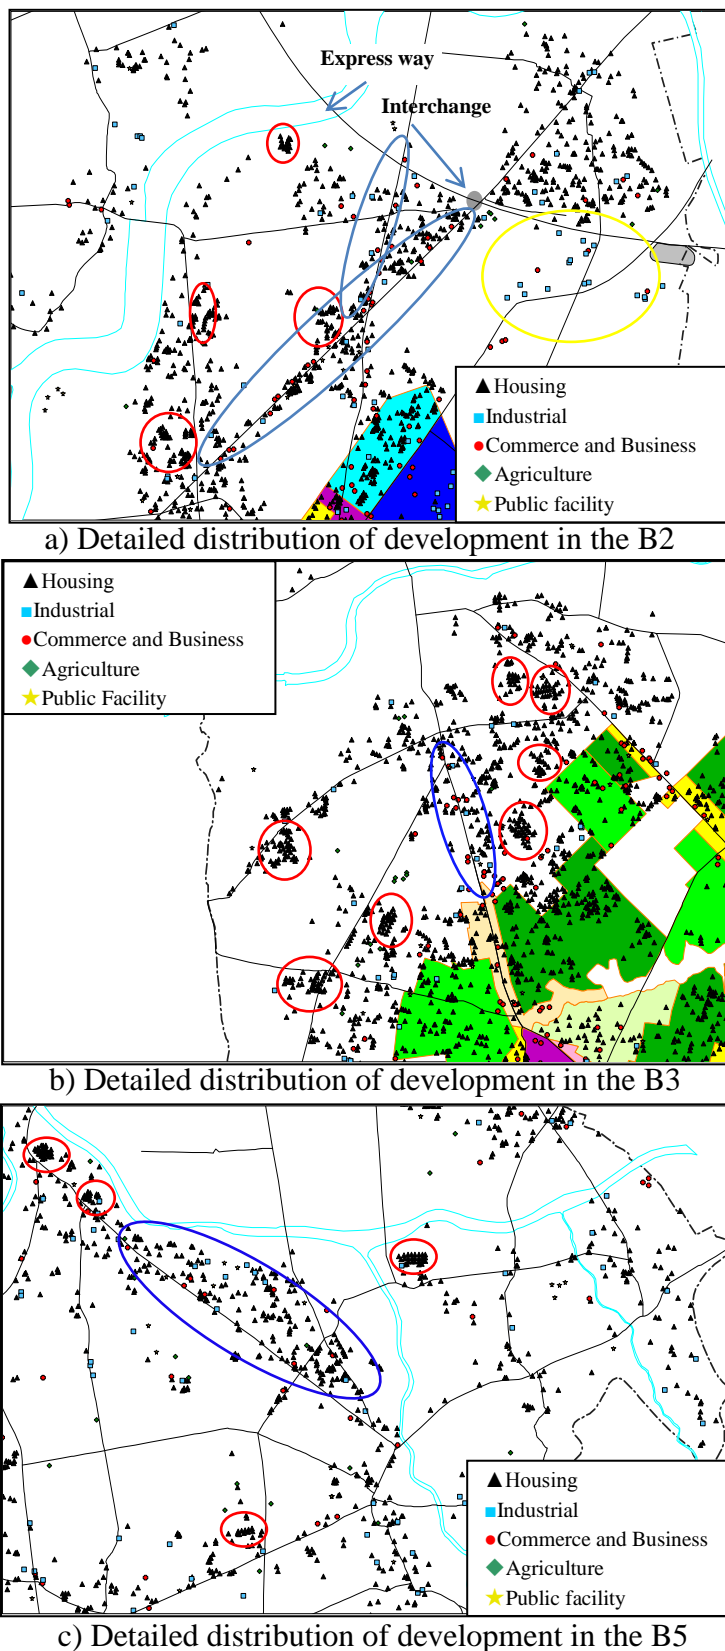 Express way
Interchange
Housing
Industrial
Commerce and Business
Agriculture
Public facility
a) Detailed distribution of development in the B2
Housing
Industrial
Commerce and Business
Agriculture
Public Facility
b) Detailed distribution of development in the B3
Housing
Industrial
Commerce and Business
Agriculture
Public facility
c) Detailed distribution of development in the B5